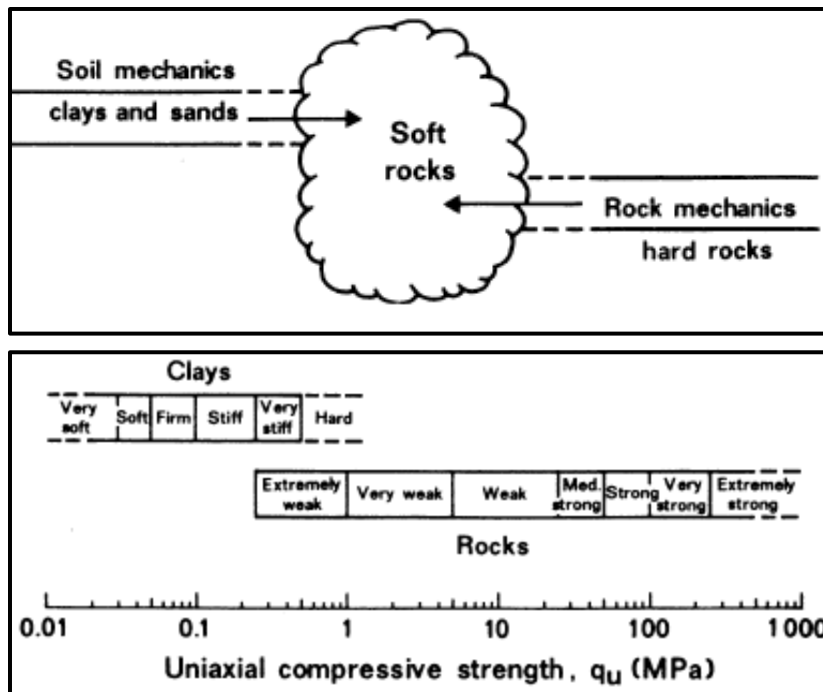 Soil mechanics
clays and sands
Soft
rocks
Rock mechanics
hard rocks
Clays
Very
soft
Soft
Firm
Stiff
Very
stiff
Hard
Extremely
weak
Very weak
Weak
Med.
strong
Strong
Very
strong
Extremely
strong
Rocks
0.01
0.1
1
10
100
1000
Uniaxial compressive strength, qu (MPa)